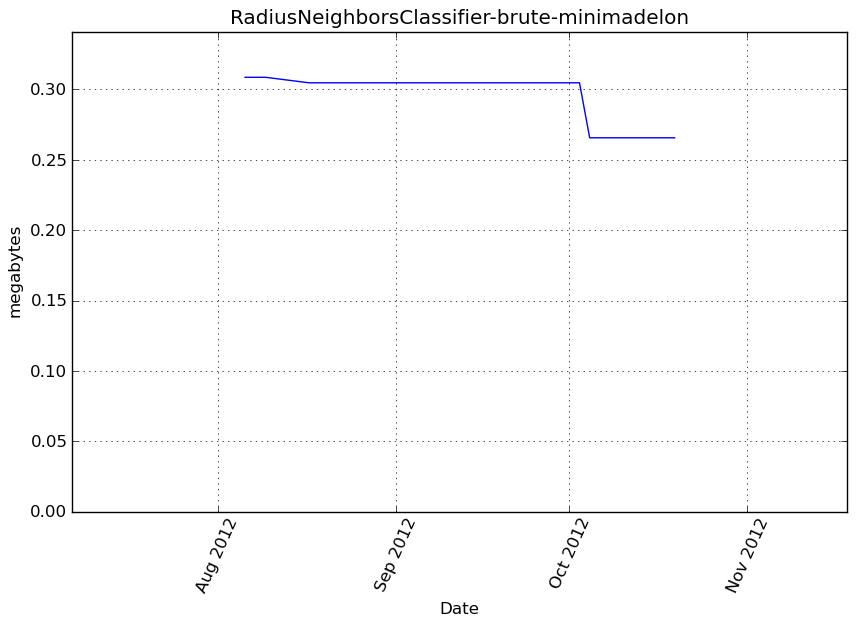 RadiusNeighborsClassifier-brute-minimadelon
0.30
0.25
0.20
0.15
0.10
0.05
0.00
megabytes
Aug 2012
Sep 2012
Oct 2012
Nov 2012
Date